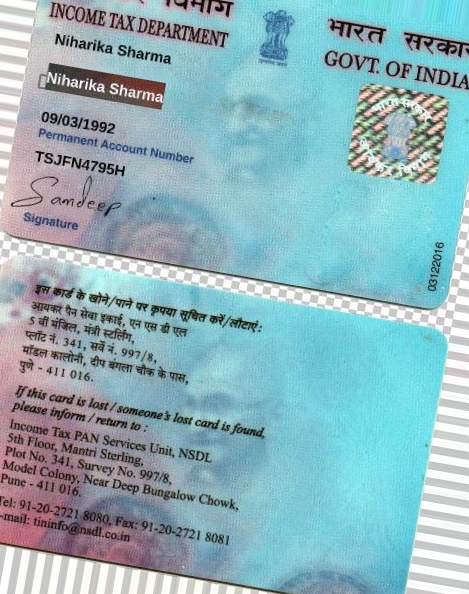 विभाग
INCOME TAX DEPARTMENT
भारत सरकार
GOVT. OF INDIA
Niharika Sharma
Niharika Sharma
09/03/1992
Permanent Account Number
TSJFN4795H
Sandeep
Signature
भारत सरकार
आयकर विभाग
03122016
इस कार्ड के खोने/पाने पर कृपया सूचित करें/लौटाएं:
आयकर पैन सेवा इकाई, एन एस डी एल
5 वी मंजिल, मंत्री स्टर्लिंग,
प्लॉट नं. 341, सर्वे नं. 997/8,
मॉडल कालोनी, दीप बंगला चौक के पास,
पुणे - 411 016.
If this card is lost / someone's lost card is found,
please inform / return to :
Income Tax PAN Services Unit, NSDL
5th Floor, Mantri Sterling,
Plot No. 341, Survey No. 997/8,
Model Colony, Near Deep Bungalow Chowk,
Pune - 411 016.
Tel: 91-20-2721 8080, Fax: 91-20-2721 8081
e-mail: tininfo@nsdl.co.in